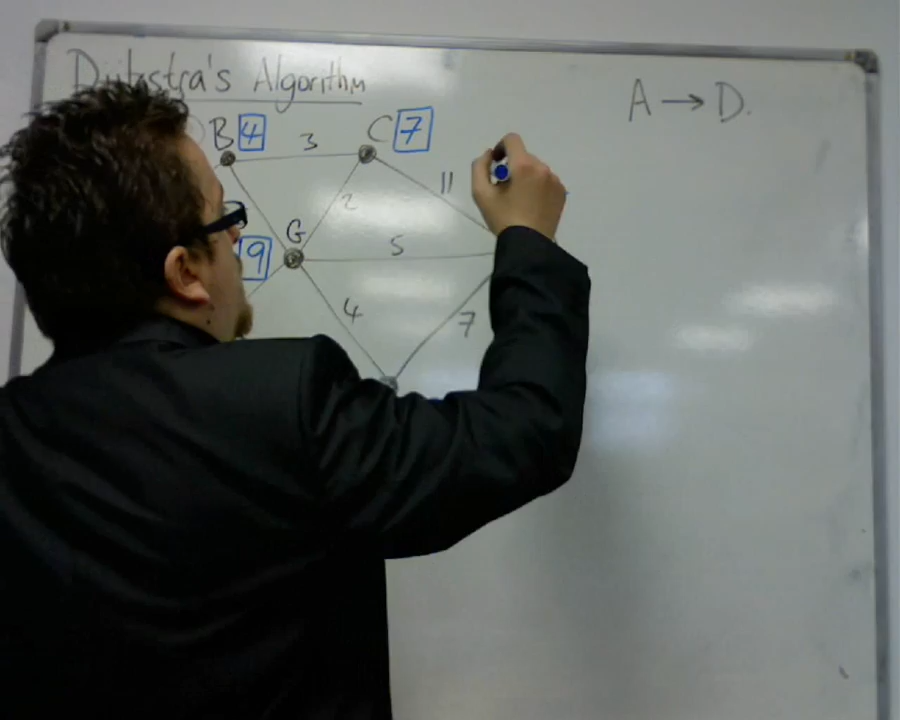 Dijkstra's Algorithm
A → D.
B 4 3 C 7
11
2
G 5
9
4 7